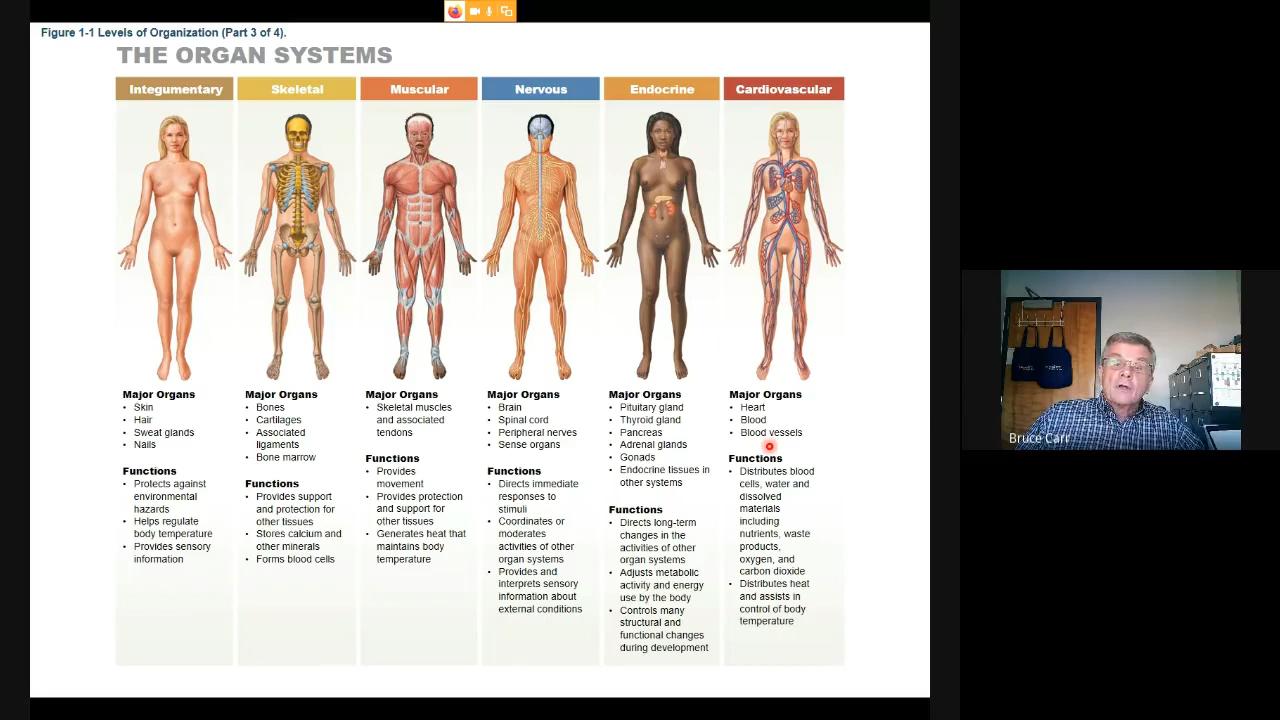 Figure 1-1 Levels of Organization (Part 3 of 4).
THE ORGAN SYSTEMS
Integumentary
Major Organs
• Skin
• Hair
• Sweat glands
• Nails
Functions
• Protects against
environmental
hazards
• Helps regulate
body temperature
• Provides sensory
information
Skeletal
Major Organs
• Bones
• Cartilages
• Associated
ligaments
• Bone marrow
Functions
• Provides support
and protection for
other tissues
• Stores calcium and
other minerals
• Forms blood cells
Muscular
Major Organs
• Skeletal muscles
and associated
tendons
Functions
• Provides
movement
• Provides protection
and support for
other tissues
• Generates heat that
maintains body
temperature
Nervous
Major Organs
• Brain
• Spinal cord
• Peripheral nerves
• Sense organs
Functions
• Directs immediate
responses to
stimuli
• Coordinates or
moderates
activities of other
organ systems
• Provides and
interprets sensory
information about
external conditions
Endocrine
Major Organs
• Pituitary gland
• Thyroid gland
• Pancreas
• Adrenal glands
• Gonads
• Endocrine tissues in
other systems
Functions
• Directs long-term
changes in the
activities of other
organ systems
• Adjusts metabolic
activity and energy
use by the body
• Controls many
structural and
functional changes
during development
Cardiovascular
Major Organs
• Heart
• Blood
• Blood vessels
Functions
• Distributes blood
cells, water and
dissolved
materials
including
nutrients, waste
products,
oxygen, and
carbon dioxide
• Distributes heat
and assists in
control of body
temperature
Bruce Carr